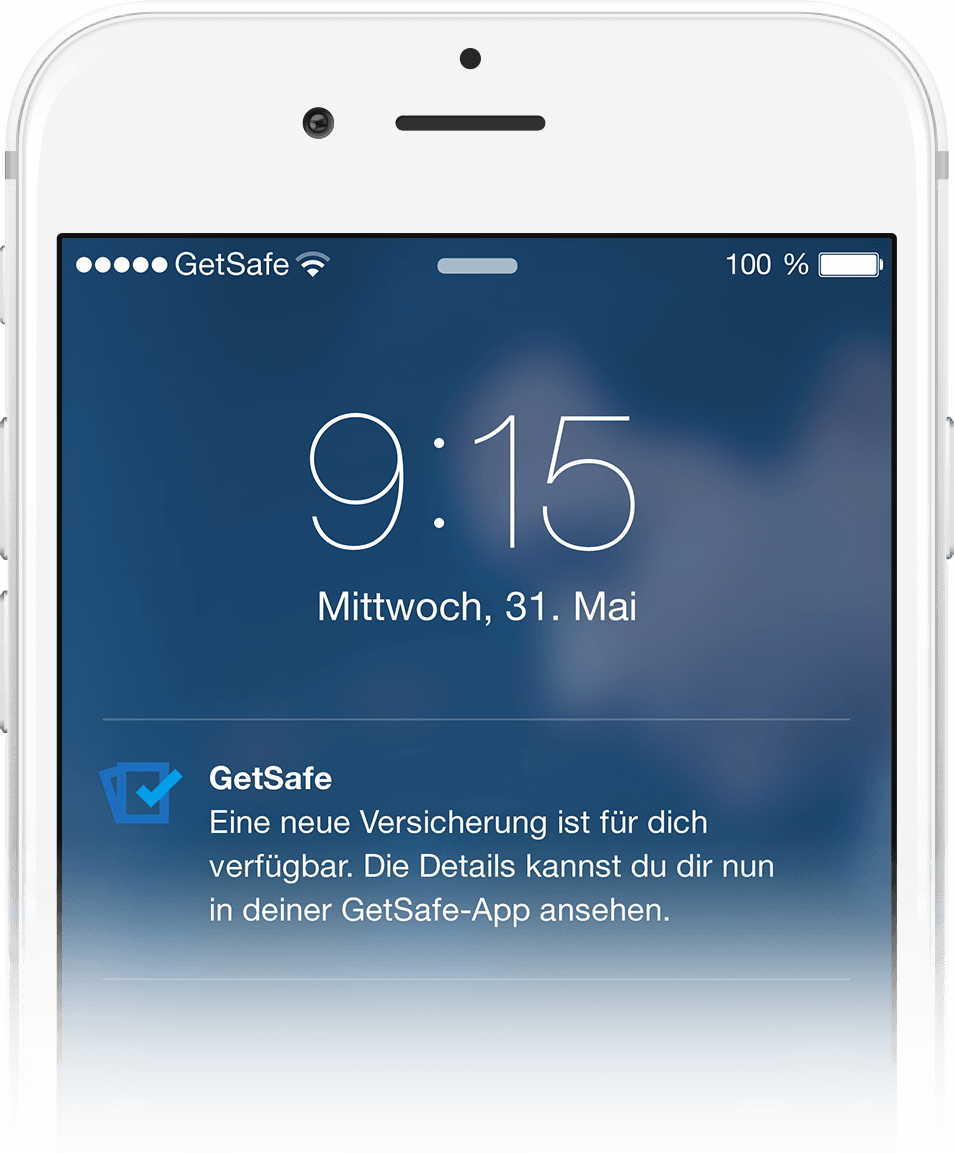 GetSafe 100 %
9:15
Mittwoch, 31. Mai
GetSafe
Eine neue Versicherung ist für dich
verfügbar. Die Details kannst du dir nun
in deiner GetSafe-App ansehen.